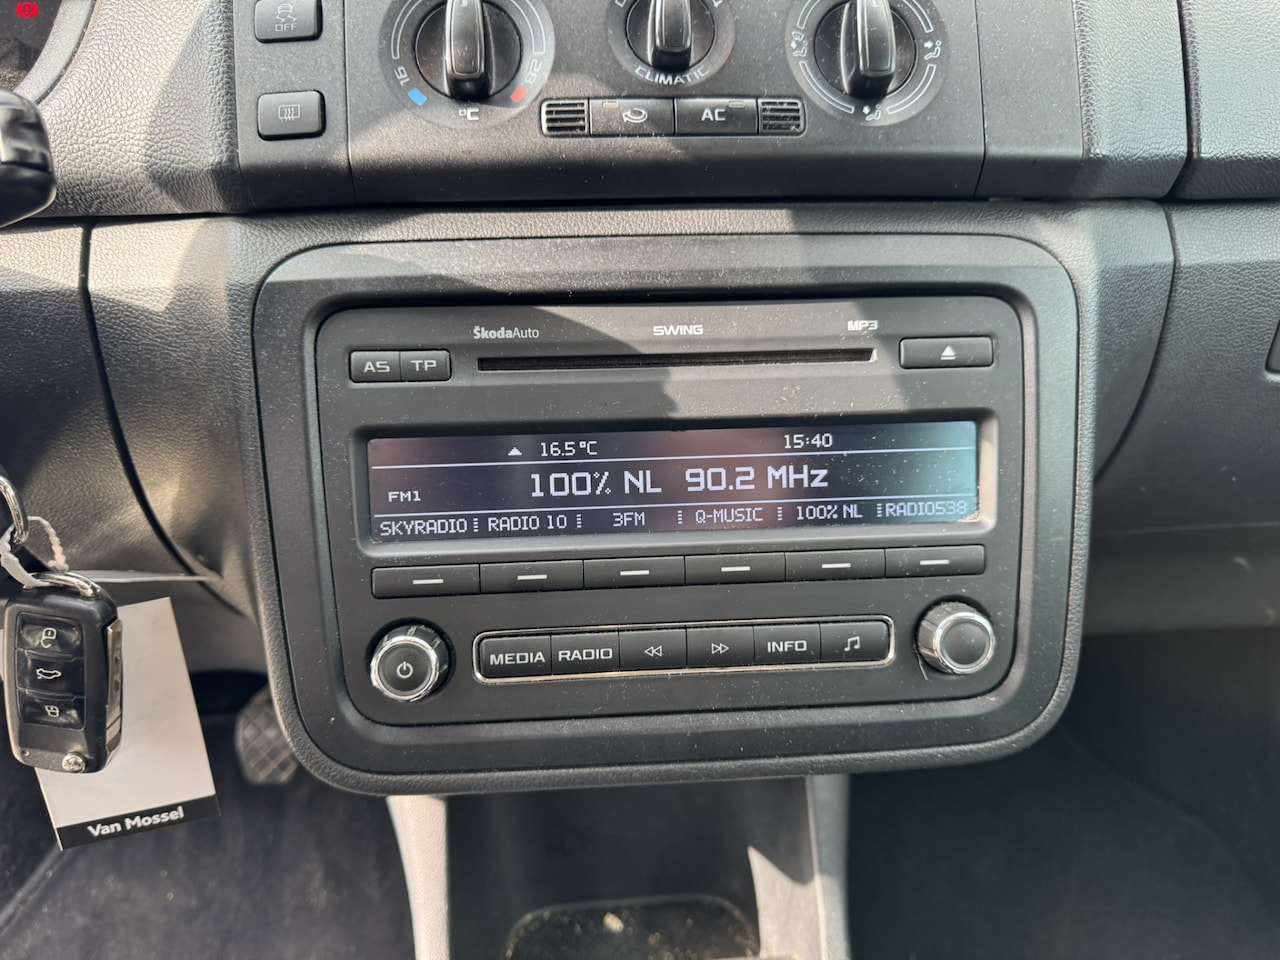 OFF
16
°C
28
CLIMATIC
AC
ŠkodaAuto
SWING
MP3
AS
TP
16.5°C
15:40
FM1
100% NL 90.2 MHz
SKYRADIO RADIO 10 3FM Q-MUSIC 100% NL RADIO538
MEDIA
RADIO
INFO
Van Mossel